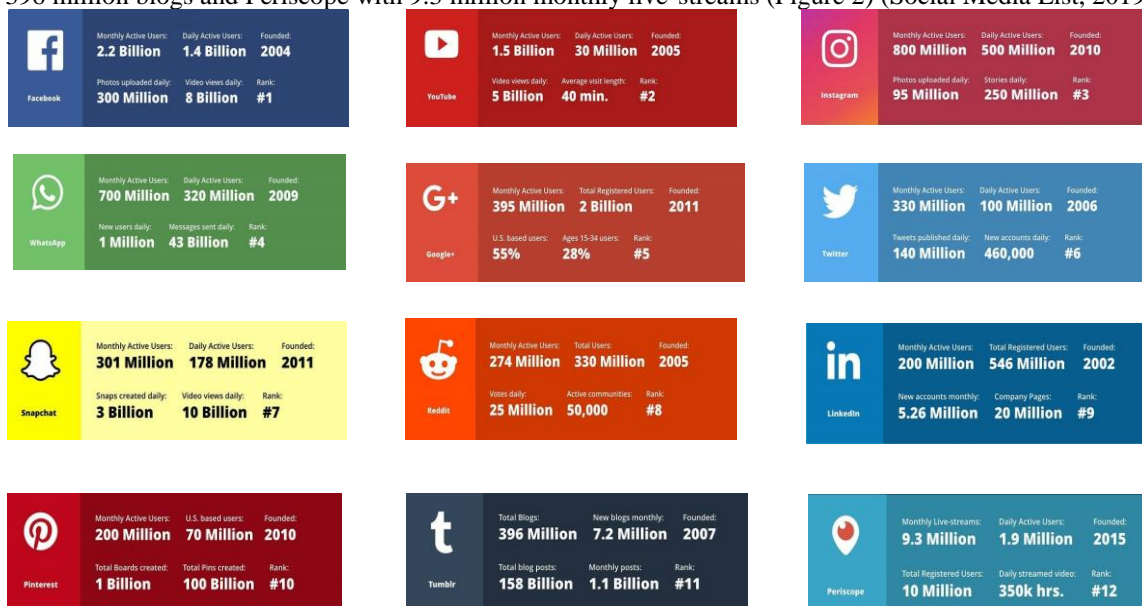 396 million blogs and Periscope with 9.3 million monthly live-streams (Figure 2) (Social Media List, 2019
Monthly Active Users: Daily Active Users: Founded:
2.2 Billion 1.4 Billion 2004
Photos uploaded daily: Video views daily: Rank:
300 Million 8 Billion #1
Facebook
Monthly Active Users: Daily Active Users: Founded:
1.5 Billion 30 Million 2005
Video views daily: Average visit length: Rank:
5 Billion 40 min. #2
YouTube
Monthly Active Users: Daily Active Users: Founded:
800 Million 500 Million 2010
Photos uploaded daily: Stories daily: Rank:
95 Million 250 Million #3
Instagram
Monthly Active Users: Daily Active Users: Founded:
700 Million 320 Million 2009
New users daily: Messages sent daily: Rank:
1 Million 43 Billion #4
WhatsApp
G+
Monthly Active Users: Total Registered Users: Founded:
395 Million 2 Billion 2011
U.S. based users: Ages 15-34 users: Rank:
55% 28% #5
Google+
Monthly Active Users: Daily Active Users: Founded:
330 Million 100 Million 2006
Tweets published daily: New accounts daily: Rank:
140 Million 460,000 #6
Twitter
Monthly Active Users: Daily Active Users: Founded:
301 Million 178 Million 2011
Snaps created daily: Video views daily: Rank:
3 Billion 10 Billion #7
Snapchat
Monthly Active Users: Total Users: Founded:
274 Million 330 Million 2005
Votes daily: Active communities: Rank:
25 Million 50,000 #8
Reddit
in
Monthly Active Users: Total Registered Users: Founded:
200 Million 546 Million 2002
New accounts monthly: Company Pages: Rank:
5.26 Million 20 Million #9
LinkedIn
Monthly Active Users: U.S. based users: Founded:
200 Million 70 Million 2010
Total Boards created: Total Pins created: Rank:
1 Billion 100 Billion #10
Pinterest
t
Total Blogs: New blogs monthly: Founded:
396 Million 7.2 Million 2007
Total blog posts: Monthly posts: Rank:
158 Billion 1.1 Billion #11
Tumblr
Monthly Live-streams: Daily Active Users: Founded:
9.3 Million 1.9 Million 2015
Total Registered Users: Daily streamed video: Rank:
10 Million 350k hrs. #12
Periscope